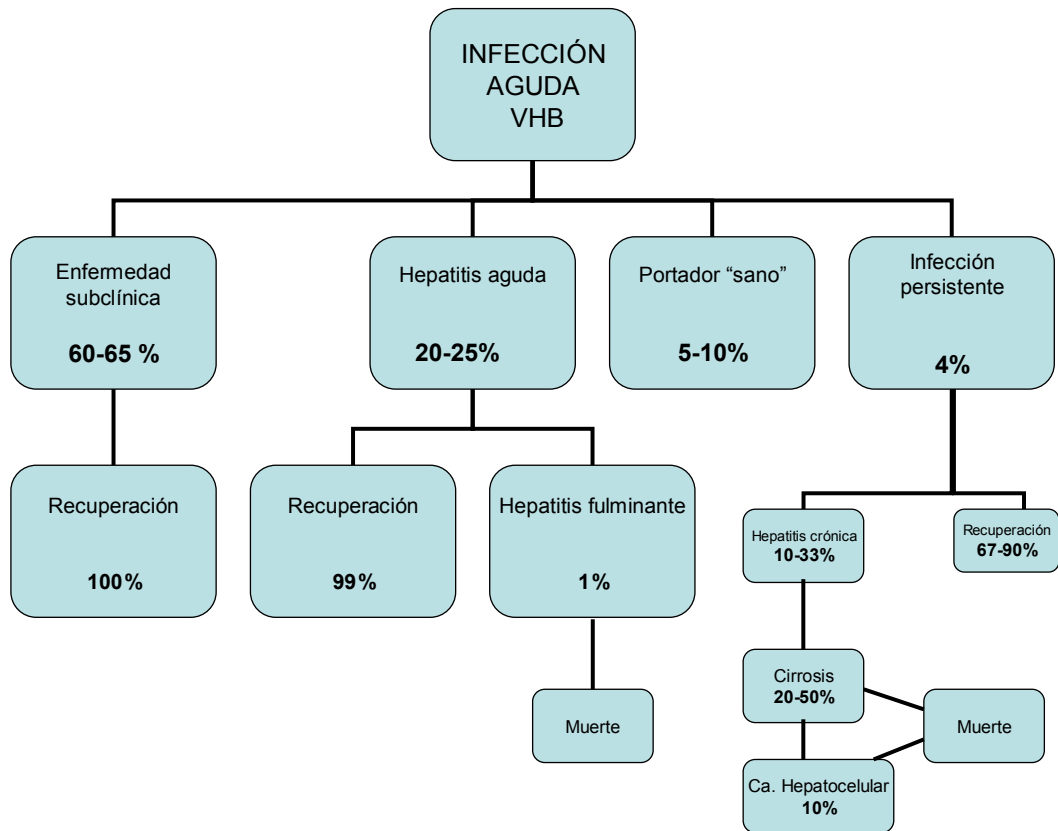 INFECCIÓN
AGUDA
VHB
Enfermedad
subclínica
60-65 %
Hepatitis aguda
20-25%
Portador “sano”
5-10%
Infección
persistente
4%
Recuperación
100%
Recuperación
99%
Hepatitis fulminante
1%
Hepatitis crónica
10-33%
Recuperación
67-90%
Cirrosis
20-50%
Muerte
Muerte
Ca. Hepatocelular
10%